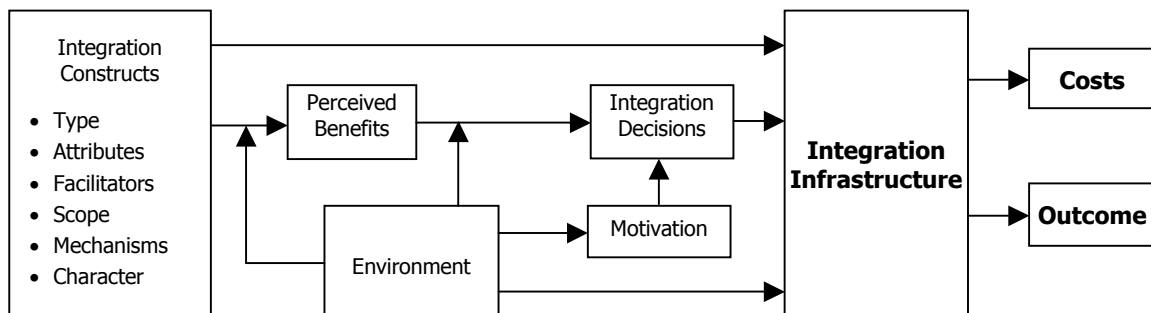 Integration
Constructs
• Type
• Attributes
• Facilitators
• Scope
• Mechanisms
• Character
Perceived
Benefits
Environment
Integration
Decisions
Motivation
Integration
Infrastructure
Costs
Outcome